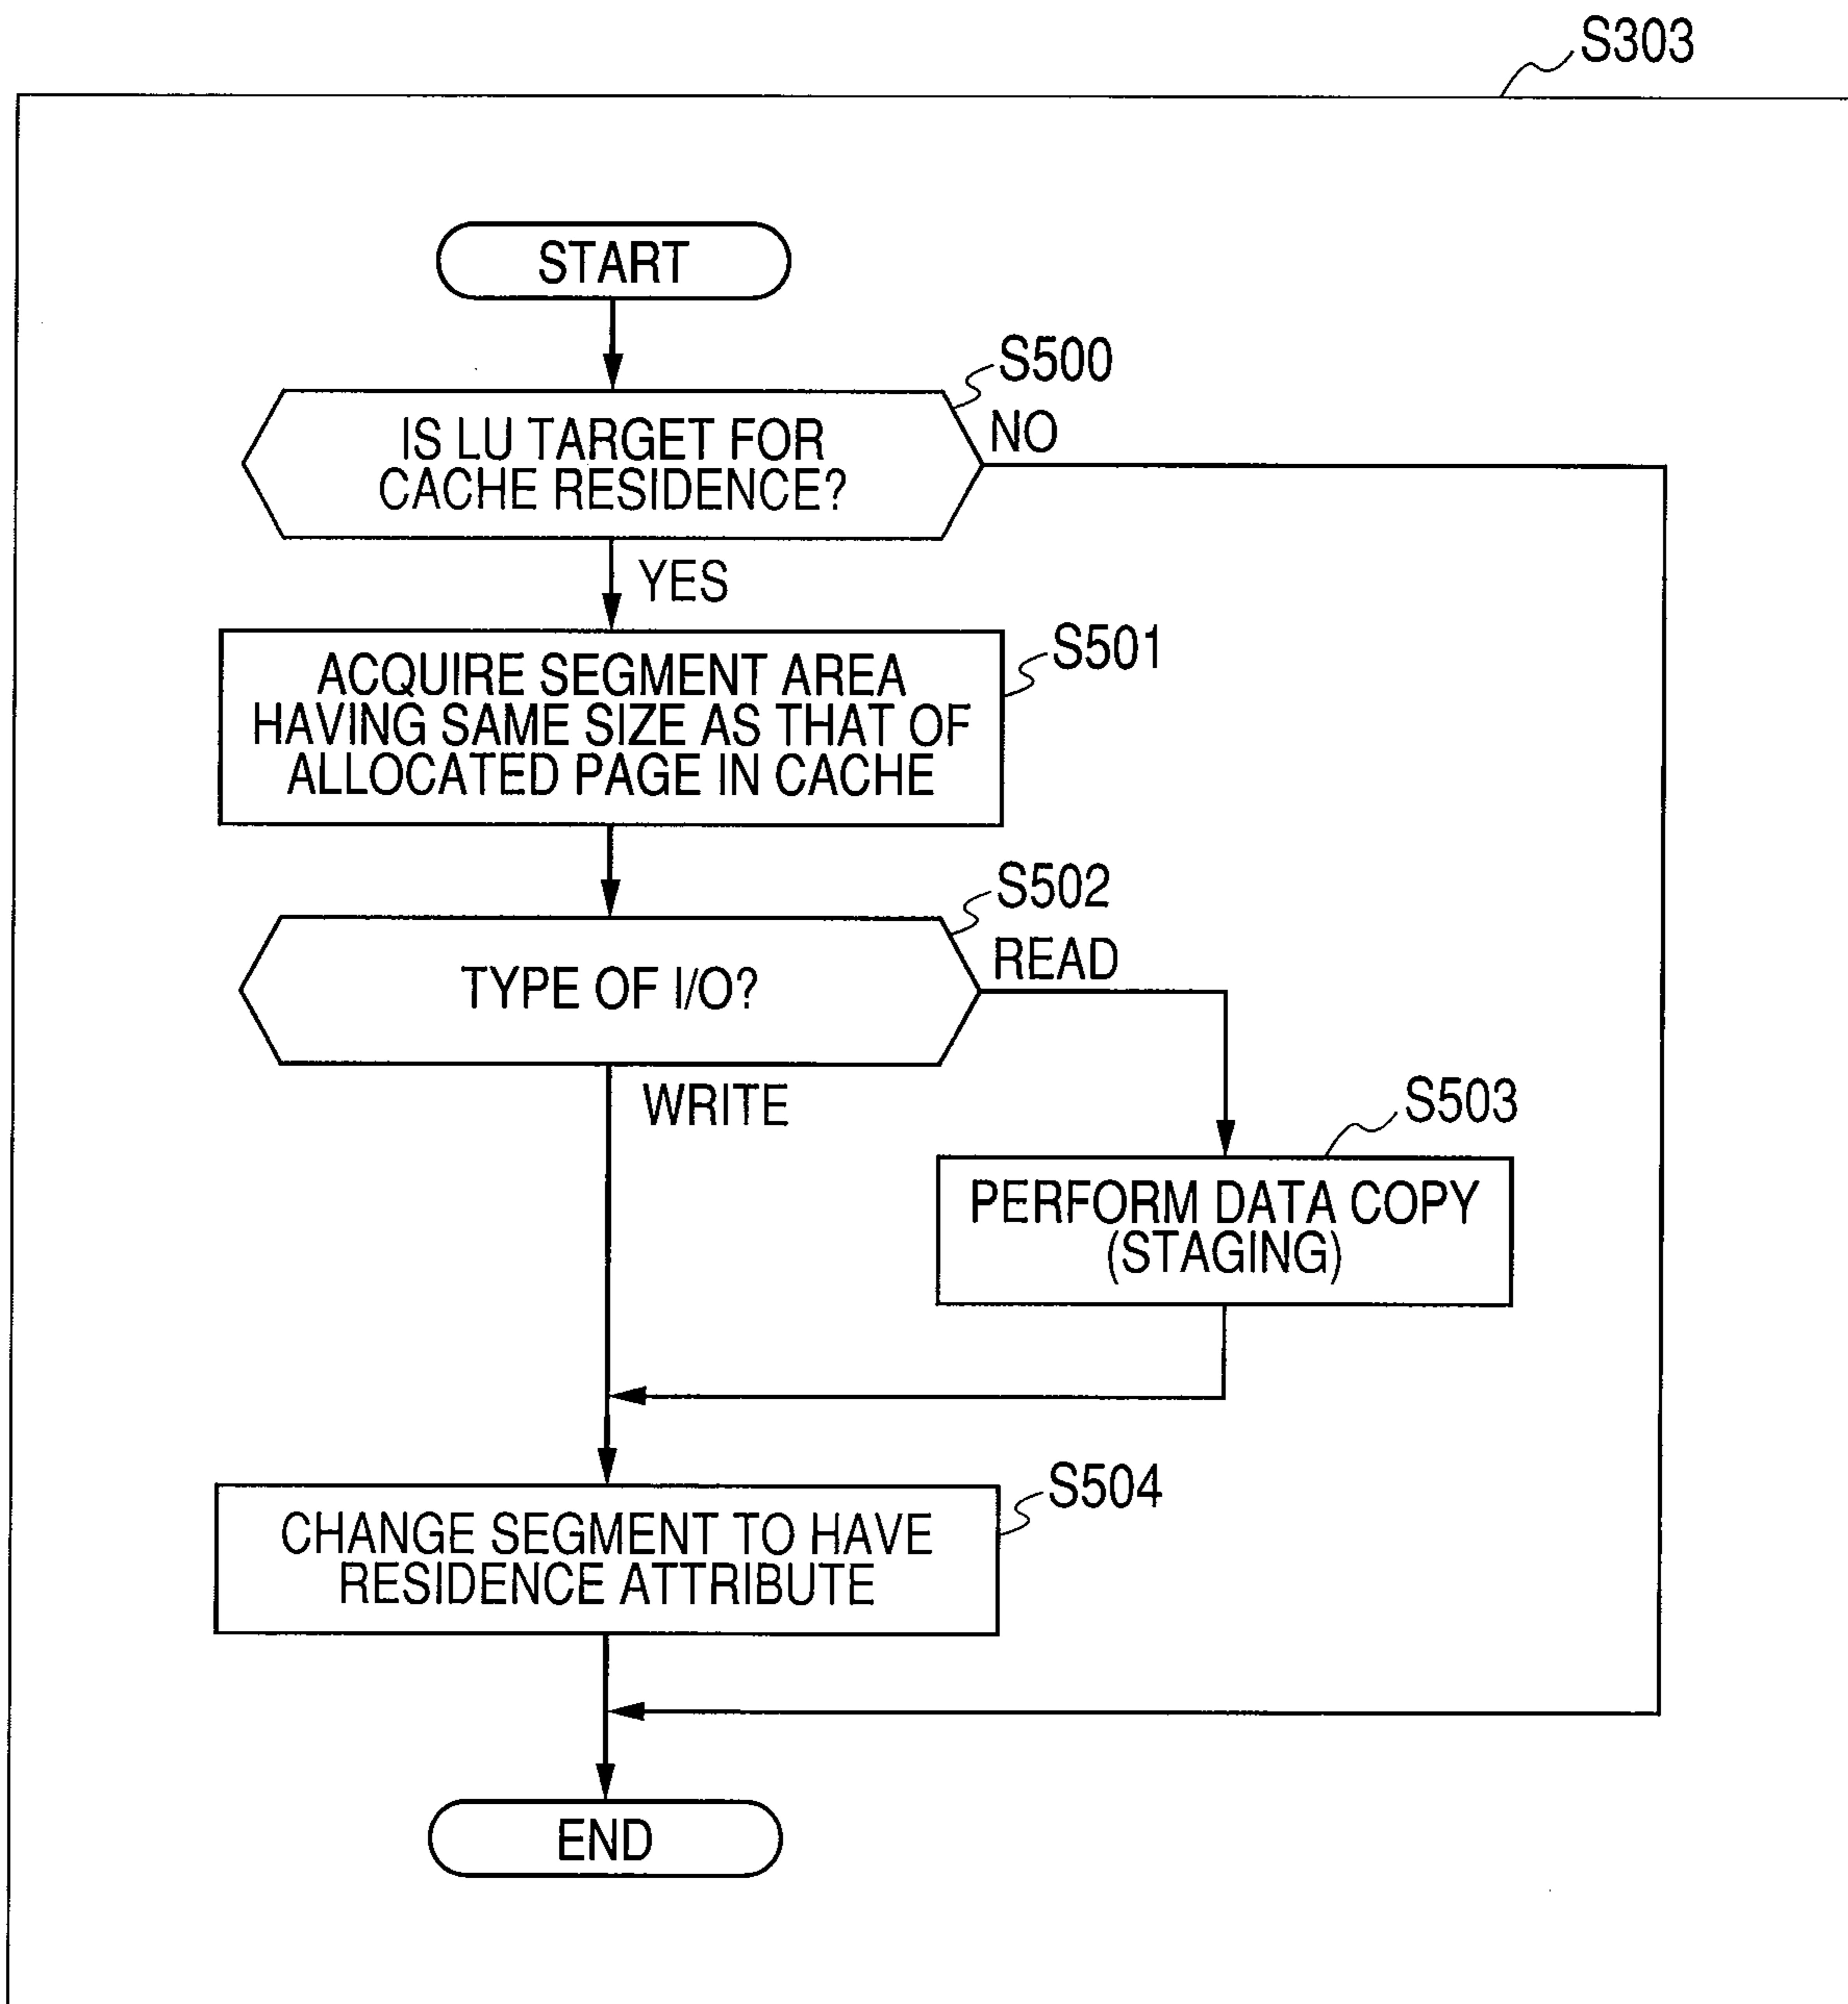 S303
START
S500
IS LU TARGET FOR
CACHE RESIDENCE?
NO
YES
S501
ACQUIRE SEGMENT AREA
HAVING SAME SIZE AS THAT OF
ALLOCATED PAGE IN CACHE
S502
TYPE OF I/O?
READ
WRITE
S503
PERFORM DATA COPY
(STAGING)
S504
CHANGE SEGMENT TO HAVE
RESIDENCE ATTRIBUTE
END